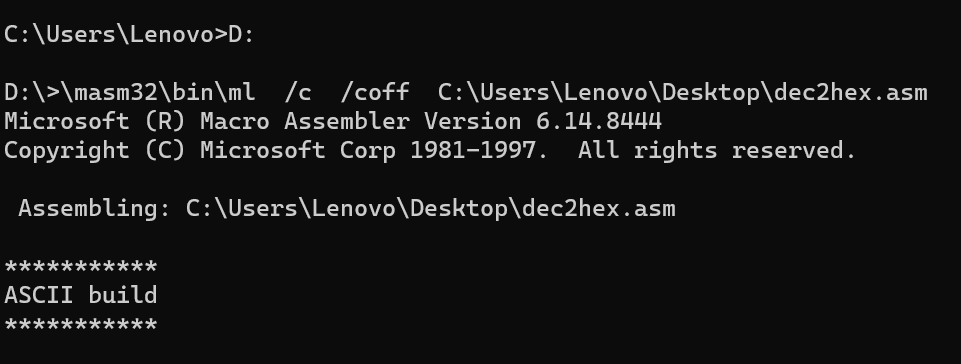 C:\Users\Lenovo>D:
D:\>\masm32\bin\ml  /c  /coff  C:\Users\Lenovo\Desktop\dec2hex.asm
Microsoft (R) Macro Assembler Version 6.14.8444
Copyright (C) Microsoft Corp 1981-1997.  All rights reserved.
 Assembling: C:\Users\Lenovo\Desktop\dec2hex.asm
***********
ASCII build
***********